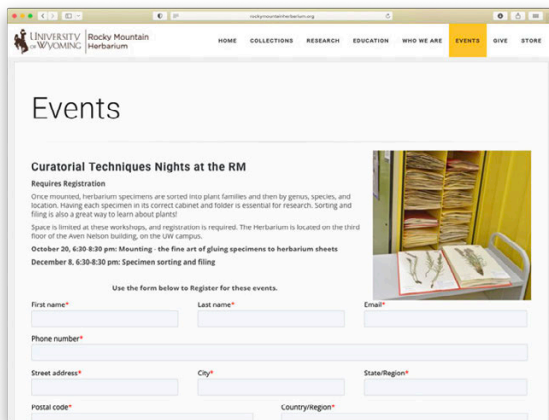 rockymountainherbarium.org
UNIVERSITY
OF WYOMING
Rocky Mountain
Herbarium
HOME COLLECTIONS RESEARCH EDUCATION WHO WE ARE EVENTS GIVE STORE
Events
Curatorial Techniques Nights at the RM
Requires Registration
Once mounted, herbarium specimens are sorted into plant families and then by genus, species, and
location. Having each specimen in its correct cabinet and folder is essential for research. Sorting and
filing is also a great way to learn about plants!
Space is limited at these workshops, and registration is required. The Herbarium is located on the third
floor of the Aven Nelson building, on the UW campus.
October 20, 6:30-8:30 pm: Mounting - the fine art of gluing specimens to herbarium sheets
December 8, 6:30-8:30 pm: Specimen sorting and filing
Use the form below to Register for these events.
First name* Last name* Email*
Phone number*
Street address* City* State/Region*
Postal code* Country/Region*